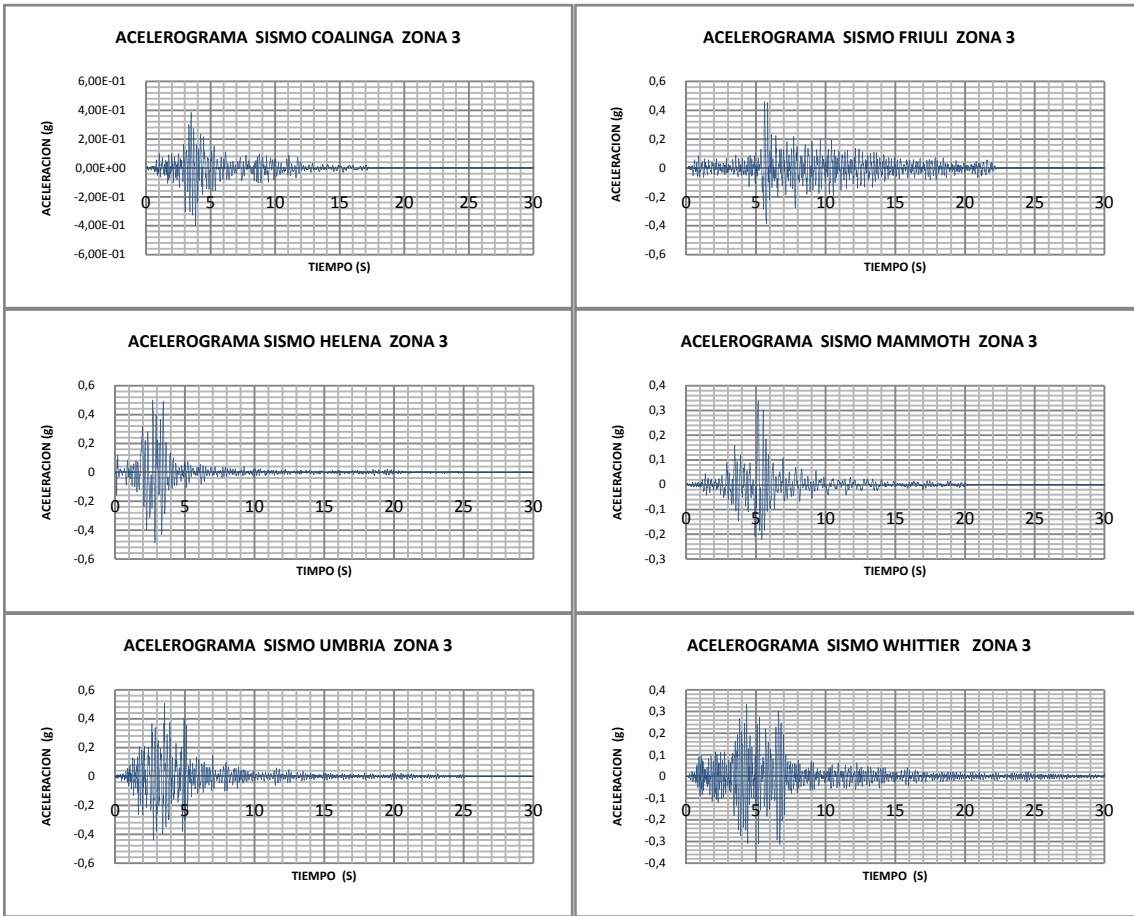 ACELEROGRAMA SISMO COALINGA ZONA 3
6,00E-01
4,00E-01
2,00E-01
0,00E+00
-2,00E-01
-4,00E-01
-6,00E-01
0 5 10 15 20 25 30
ACELERACION (g)
TIEMPO (S)
ACELEROGRAMA SISMO FRIULI ZONA 3
0,6
0,4
0,2
0
-0,2
-0,4
-0,6
0 5 10 15 20 25 30
ACELERACION (g)
TIEMPO (S)
ACELEROGRAMA SISMO HELENA ZONA 3
0,6
0,4
0,2
0
-0,2
-0,4
-0,6
0 5 10 15 20 25 30
ACELERACION (g)
TIMPO (S)
ACELEROGRAMA SISMO MAMMOTH ZONA 3
0,4
0,3
0,2
0,1
0
-0,1
-0,2
-0,3
0 5 10 15 20 25 30
ACELERACION (g)
TIEMPO (S)
ACELEROGRAMA SISMO UMBRIA ZONA 3
0,6
0,4
0,2
0
-0,2
-0,4
-0,6
0 5 10 15 20 25 30
ACELERACION (g)
TIEMPO (S)
ACELEROGRAMA SISMO WHITTIER ZONA 3
0,4
0,3
0,2
0,1
0
-0,1
-0,2
-0,3
-0,4
0 5 10 15 20 25 30
ACELERACION (g)
TIEMPO (S)